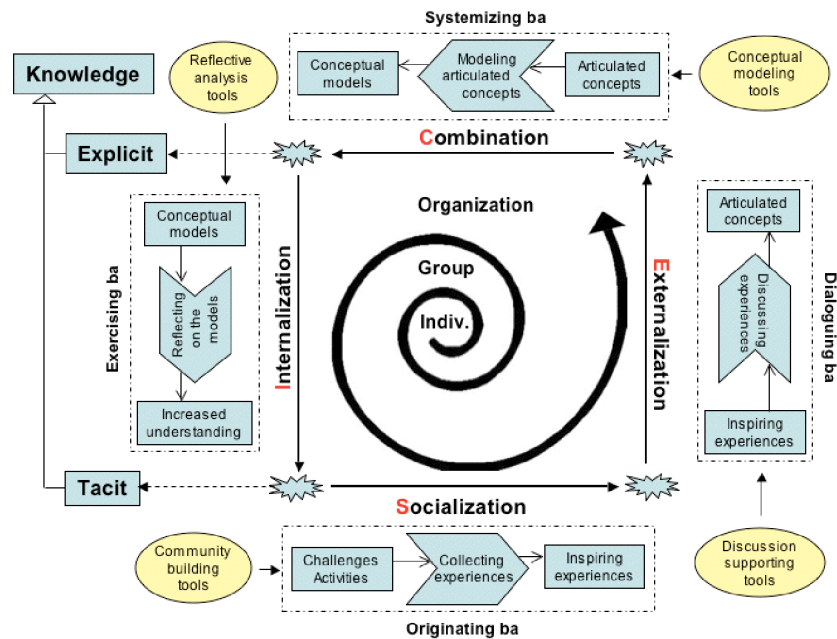 Systemizing ba
Knowledge
Reflective
analysis
tools
Conceptual
models
Modeling
articulated
concepts
Articulated
concepts
Conceptual
modeling
tools
Explicit
Combination
Conceptual
models
Reflecting
on the
models
Increased
understanding
Exercising ba
Internalization
Organization
Group
Indiv.
Externalization
Articulated
concepts
Discussing
experiences
Inspiring
experiences
Dialoguing ba
Tacit
Socialization
Community
building
tools
Challenges
Activities
Collecting
experiences
Inspiring
experiences
Discussion
supporting
tools
Originating ba